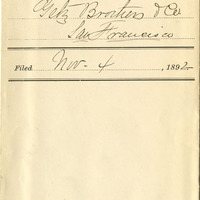 Getz Brothers & Co
San Francisco
Filed Nov. 4, 1892